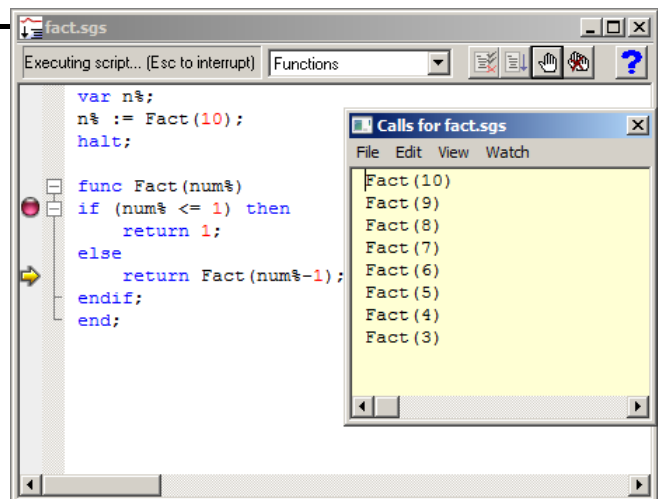 fact.sgs
Executing script... (Esc to interrupt) Functions ?
var n%;
n% := Fact(10);
halt;
func Fact(num%)
if (num% <= 1) then
return 1;
else
return Fact(num%-1);
endif;
end;
Calls for fact.sgs
File Edit View Watch
Fact(10)
Fact(9)
Fact(8)
Fact(7)
Fact(6)
Fact(5)
Fact(4)
Fact(3)